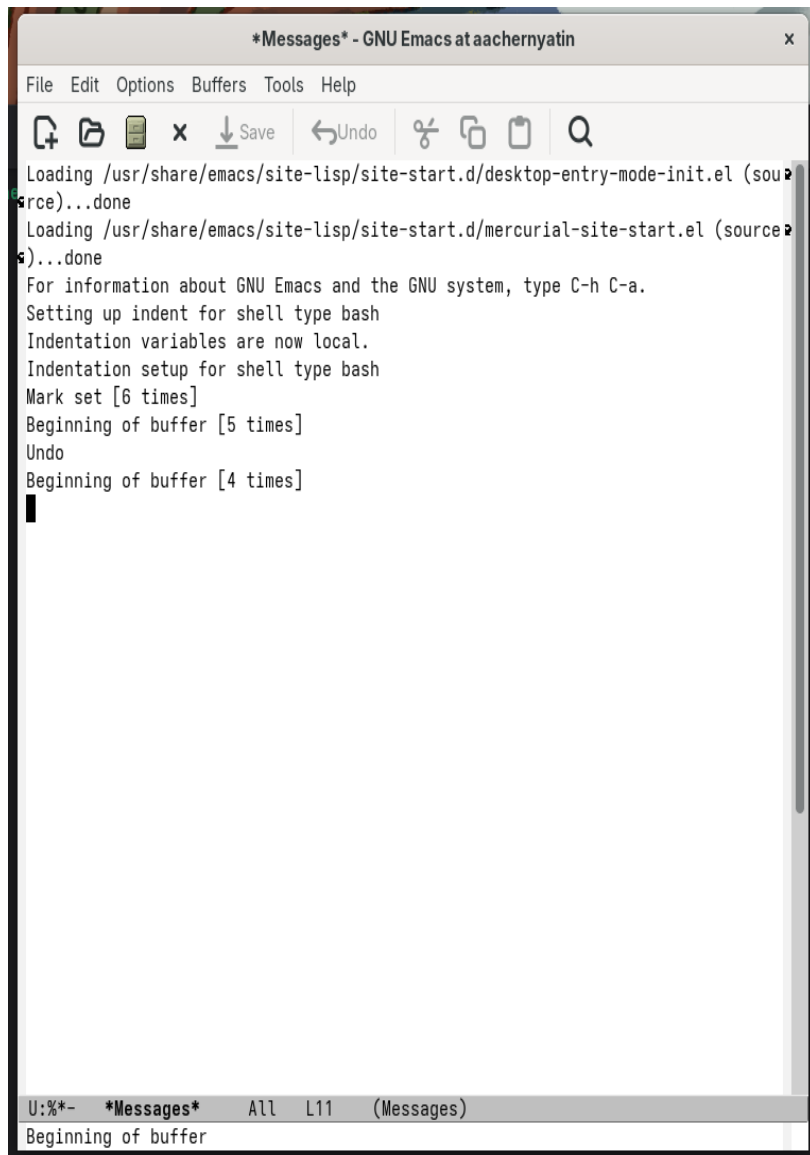 *Messages* - GNU Emacs at aachernyatin
File Edit Options Buffers Tools Help
Save Undo
Loading /usr/share/emacs/site-lisp/site-start.d/desktop-entry-mode-init.el (sou
rce)...done
Loading /usr/share/emacs/site-lisp/site-start.d/mercurial-site-start.el (source
)...done
For information about GNU Emacs and the GNU system, type C-h C-a.
Setting up indent for shell type bash
Indentation variables are now local.
Indentation setup for shell type bash
Mark set [6 times]
Beginning of buffer [5 times]
Undo
Beginning of buffer [4 times]
U:%*- *Messages* All L11 (Messages)
Beginning of buffer